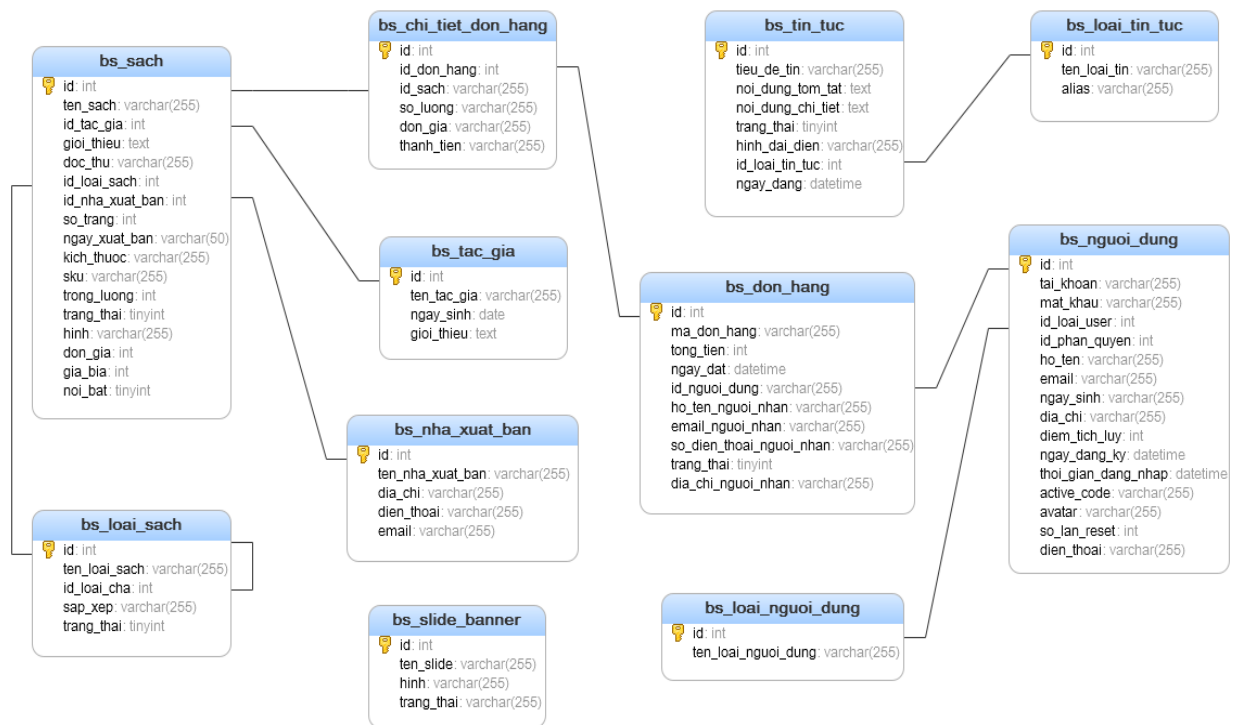 bs_sach
id: int
ten_sach: varchar(255)
id_tac_gia: int
gioi_thieu: text
doc_thu: varchar(255)
id_loai_sach: int
id_nha_xuat_ban: int
so_trang: int
ngay_xuat_ban: varchar(50)
kich_thuoc: varchar(255)
sku: varchar(255)
trong_luong: int
trang_thai: tinyint
hinh: varchar(255)
don_gia: int
gia_bia: int
noi_bat: tinyint
bs_loai_sach
id: int
ten_loai_sach: varchar(255)
id_loai_cha: int
sap_xep: varchar(255)
trang_thai: tinyint
bs_chi_tiet_don_hang
id: int
id_don_hang: int
id_sach: varchar(255)
so_luong: varchar(255)
don_gia: varchar(255)
thanh_tien: varchar(255)
bs_tac_gia
id: int
ten_tac_gia: varchar(255)
ngay_sinh: date
gioi_thieu: text
bs_nha_xuat_ban
id: int
ten_nha_xuat_ban: varchar(255)
dia_chi: varchar(255)
dien_thoai: varchar(255)
email: varchar(255)
bs_slide_banner
id: int
ten_slide: varchar(255)
hinh: varchar(255)
trang_thai: varchar(255)
bs_tin_tuc
id: int
tieu_de_tin: varchar(255)
noi_dung_tom_tat: text
noi_dung_chi_tiet: text
trang_thai: tinyint
hinh_dai_dien: varchar(255)
id_loai_tin_tuc: int
ngay_dang: datetime
bs_don_hang
id: int
ma_don_hang: varchar(255)
tong_tien: int
ngay_dat: datetime
id_nguoi_dung: varchar(255)
ho_ten_nguoi_nhan: varchar(255)
email_nguoi_nhan: varchar(255)
so_dien_thoai_nguoi_nhan: varchar(255)
trang_thai: tinyint
dia_chi_nguoi_nhan: varchar(255)
bs_loai_nguoi_dung
id: int
ten_loai_nguoi_dung: varchar(255)
bs_loai_tin_tuc
id: int
ten_loai_tin: varchar(255)
alias: varchar(255)
bs_nguoi_dung
id: int
tai_khoan: varchar(255)
mat_khau: varchar(255)
id_loai_user: int
id_phan_quyen: int
ho_ten: varchar(255)
email: varchar(255)
ngay_sinh: varchar(255)
dia_chi: varchar(255)
diem_tich_luy: int
ngay_dang_ky: datetime
thoi_gian_dang_nhap: datetime
active_code: varchar(255)
avatar: varchar(255)
so_lan_reset: int
dien_thoai: varchar(255)